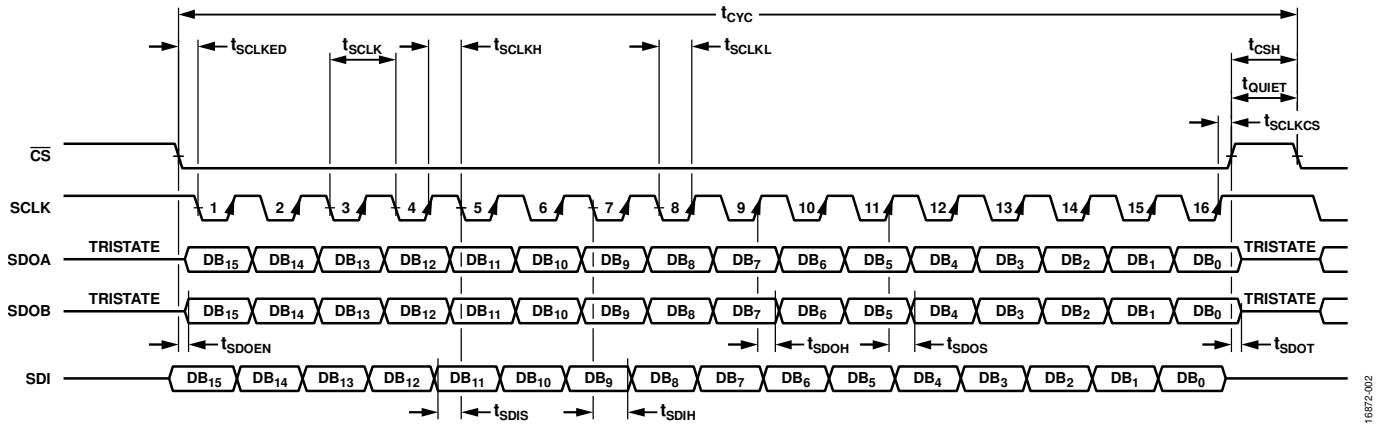 tCYC
tSCLKED tSCLK tSCLKH tSCLKL tCSH
tQUIET
tSCLKCS
CS
SCLK 1 2 3 4 5 6 7 8 9 10 11 12 13 14 15 16
SDOA TRISTATE DB15 DB14 DB13 DB12 DB11 DB10 DB9 DB8 DB7 DB6 DB5 DB4 DB3 DB2 DB1 DB0 TRISTATE
SDOB TRISTATE DB15 DB14 DB13 DB12 DB11 DB10 DB9 DB8 DB7 DB6 DB5 DB4 DB3 DB2 DB1 DB0 TRISTATE
tSDOEN tSDOH tSDOS tSDOT
SDI DB15 DB14 DB13 DB12 DB11 DB10 DB9 DB8 DB7 DB6 DB5 DB4 DB3 DB2 DB1 DB0
tSDIS tSDIH
16872-002